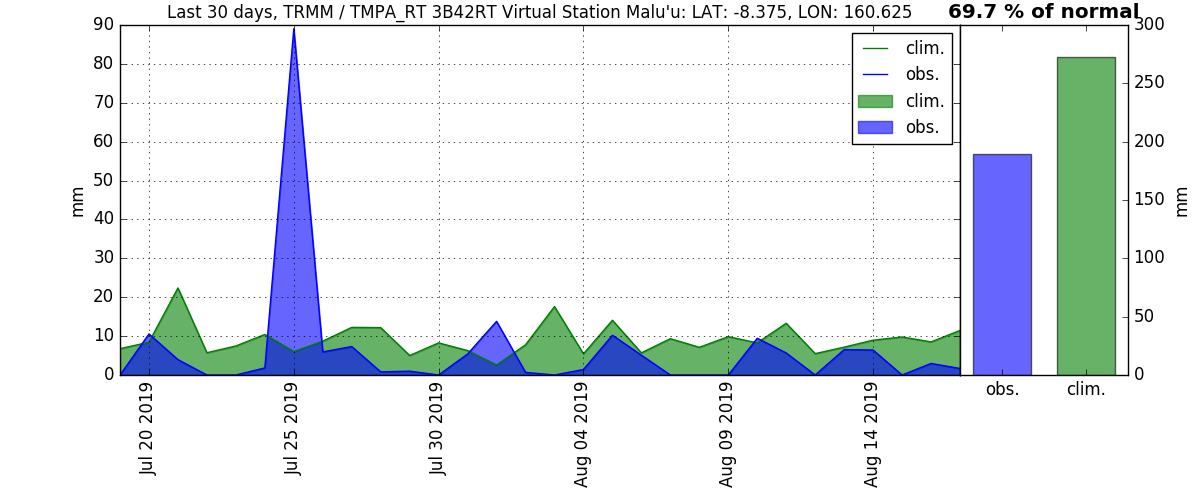 Last 30 days, TRMM / TMPA_RT 3B42RT Virtual Station Malu'u: LAT: -8.375, LON: 160.625
69.7 % of normal
90
80
70
60
50
40
30
20
10
0
mm
clim.
obs.
clim.
obs.
Jul 20 2019
Jul 25 2019
Jul 30 2019
Aug 04 2019
Aug 09 2019
Aug 14 2019
300
250
200
150
100
50
0
mm
obs.
clim.